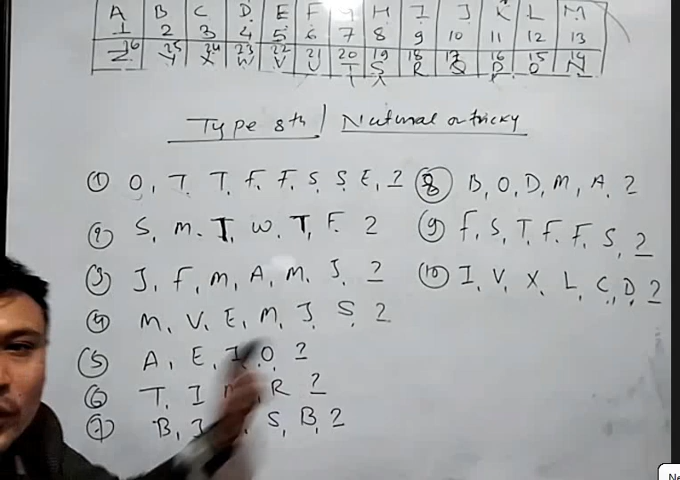 A B C D E F G H I J K L M
1 2 3 4 5 6 7 8 9 10 11 12 13
26 25 24 23 22 21 20 19 18 17 16 15 14
Z Y X W V U T S R Q P O N
Type 8th / Natural or tricky
① O, T, T, F, F, S, S, E, ?
② S, M, T, W, T, F, ?
③ J, F, M, A, M, J, ?
④ M, V, E, M, J, S, ?
⑤ A, E, I, O, ?
⑥ T, I, R ?
⑦ B, J, S, B, ?
⑧ B, O, D, M, A, ?
⑨ F, S, T, F, F, S, ?
⑩ I, V, X, L, C, D, ?
Ne